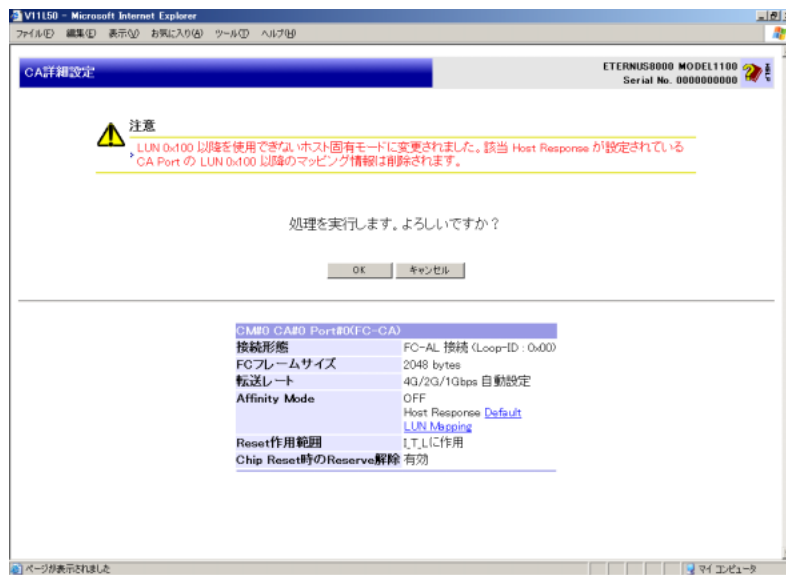 V11L50 - Microsoft Internet Explorer
ファイル(F) 編集(E) 表示(V) お気に入り(A) ツール(T) ヘルプ(H)
CA詳細設定
ETERNUS8000 MODEL1100
Serial No. 0000000000
HELP
注意
LUN 0x100 以降を使用できないホスト固有モードに変更されました。該当 Host Response が設定されている
CA Port の LUN 0x100 以降のマッピング情報は削除されます。
処理を実行します。よろしいですか？
OK キャンセル
CM#0 CA#0 Port#0(FC-CA)
接続形態 FC-AL 接続 (Loop-ID : 0x00)
FCフレームサイズ 2048 bytes
転送レート 4G/2G/1Gbps 自動設定
Affinity Mode OFF
Host Response Default
LUN Mapping
Reset作用範囲 I_T_Lに作用
Chip Reset時のReserve解除 有効
ページが表示されました マイ コンピュータ